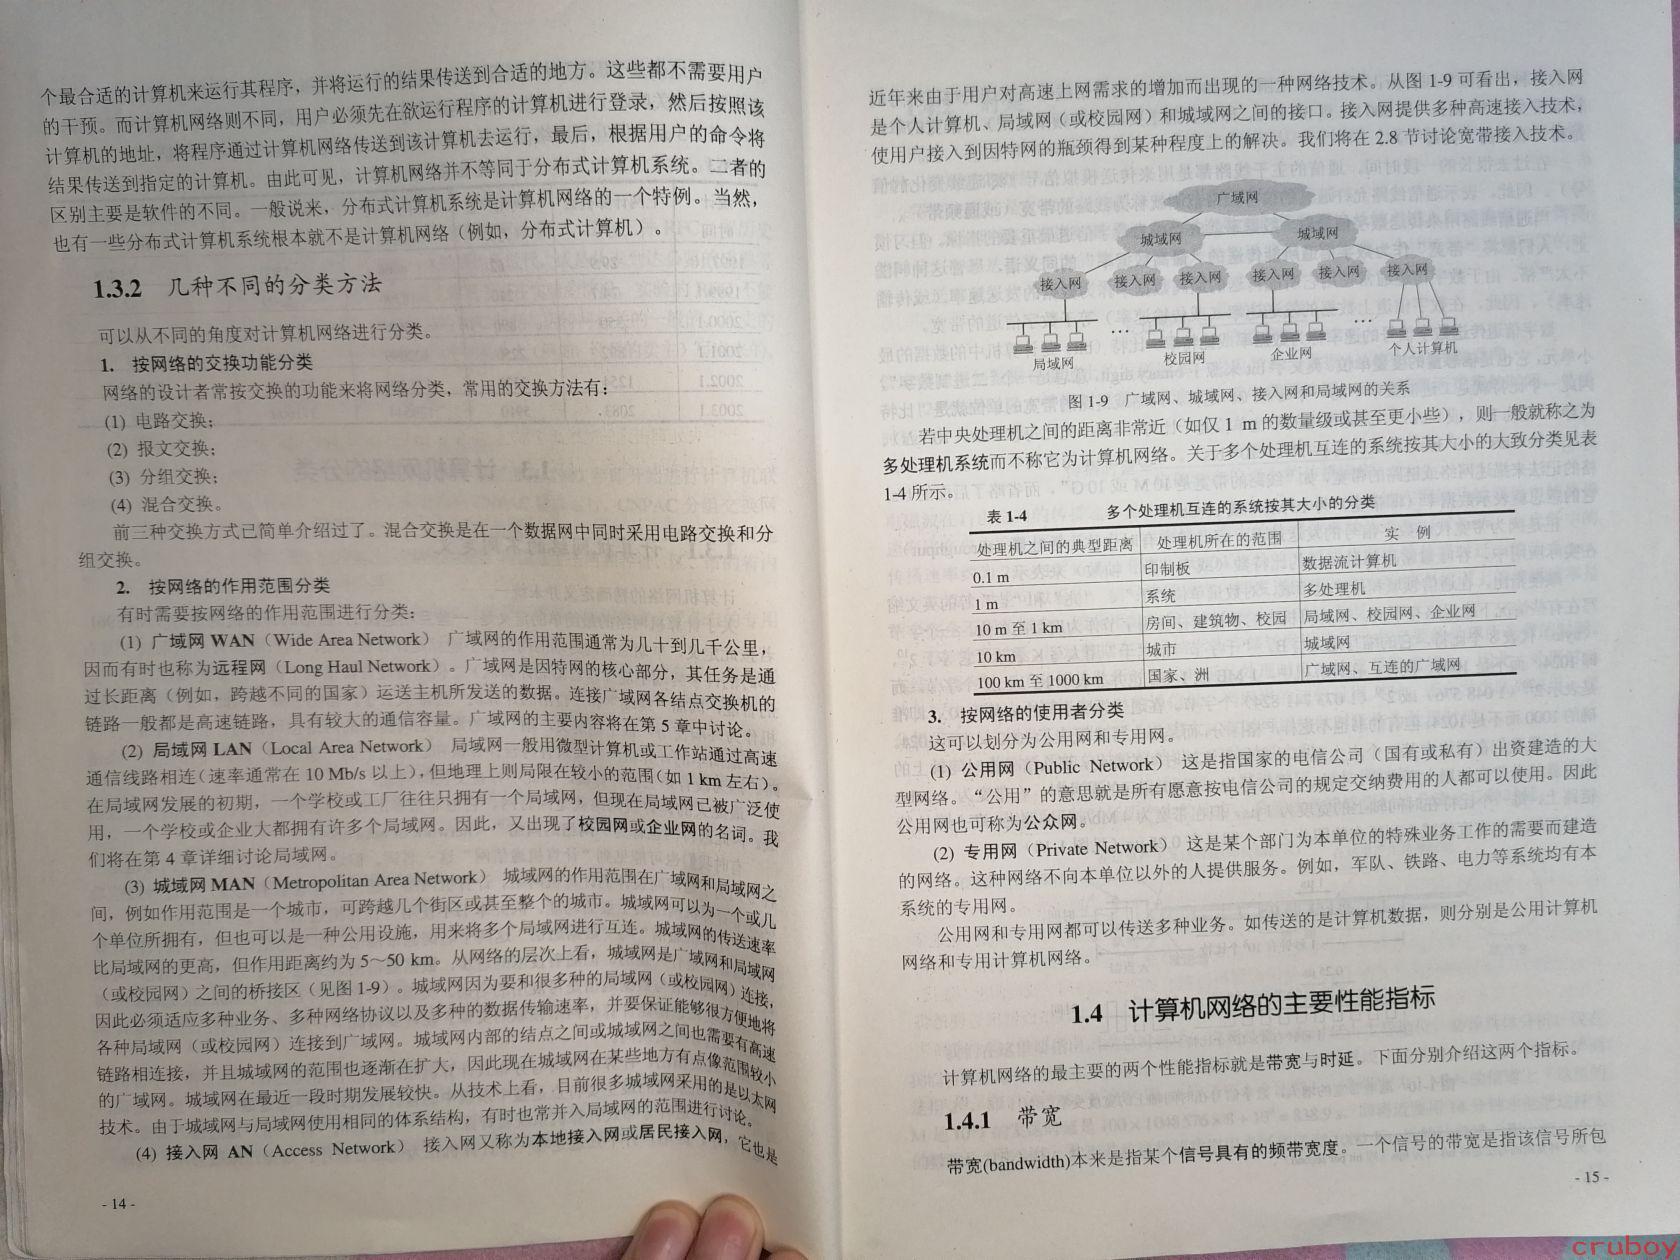 个最合适的计算机来运行其程序，并将运行的结果传送到合适的地方。这些都不需要用户
的干预。而计算机网络则不同，用户必须先在欲运行程序的计算机进行登录，然后按照该
计算机的地址，将程序通过计算机网络传送到该计算机去运行，最后，根据用户的命令将
结果传送到指定的计算机。由此可见，计算机网络并不等同于分布式计算机系统。二者的
区别主要是软件的不同。一般说来，分布式计算机系统是计算机网络的一个特例。当然，
也有一些分布式计算机系统根本就不是计算机网络（例如，分布式计算机）。
1.3.2 几种不同的分类方法
可以从不同的角度对计算机网络进行分类。
1. 按网络的交换功能分类
网络的设计者常按交换的功能来将网络分类，常用的交换方法有：
(1) 电路交换；
(2) 报文交换；
(3) 分组交换；
(4) 混合交换。
前三种交换方式已简单介绍过了。混合交换是在一个数据网中同时采用电路交换和分
组交换。
2. 按网络的作用范围分类
有时需要按网络的作用范围进行分类：
(1) 广域网 WAN（Wide Area Network） 广域网的作用范围通常为几十到几千公里，
因而有时也称为远程网（Long Haul Network）。广域网是因特网的核心部分，其任务是通
过长距离（例如，跨越不同的国家）运送主机所发送的数据。连接广域网各结点交换机的
链路一般都是高速链路，具有较大的通信容量。广域网的主要内容将在第 5 章中讨论。
(2) 局域网 LAN（Local Area Network） 局域网一般用微型计算机或工作站通过高速
通信线路相连（速率通常在 10 Mb/s 以上），但地理上则局限在较小的范围（如 1 km 左右）。
在局域网发展的初期，一个学校或工厂往往只拥有一个局域网，但现在局域网已被广泛使
用，一个学校或企业大都拥有许多个局域网。因此，又出现了校园网或企业网的名词。我
们将在第 4 章详细讨论局域网。
(3) 城域网 MAN（Metropolitan Area Network） 城域网的作用范围在广域网和局域网之
间，例如作用范围是一个城市，可跨越几个街区或甚至整个的城市。城域网可以为一个或几
个单位所拥有，但也可以是一种公用设施，用来将多个局域网进行互连。城域网的传送速率
比局域网的更高，但作用距离约为 5～50 km。从网络的层次上看，城域网是广域网和局域网
（或校园网）之间的桥接区（见图 1-9）。城域网因为要和很多种的局域网（或校园网）连接，
因此必须适应多种业务、多种网络协议以及多种的数据传输速率，并要保证能够很方便地将
各种局域网（或校园网）连接到广域网。城域网内部的结点之间或城域网之间也需要有高速
链路相连接，并且城域网的范围也逐渐在扩大，因此现在城域网在某些地方有点像范围较小
的广域网。城域网在最近一段时期发展较快。从技术上看，目前很多城域网采用的是以太网
技术。由于城域网与局域网使用相同的体系结构，有时也常并入局域网的范围进行讨论。
(4) 接入网 AN（Access Network） 接入网又称为本地接入网或居民接入网，它也是
- 14 -
近年来由于用户对高速上网需求的增加而出现的一种网络技术。从图 1-9 可看出，接入网
是个人计算机、局域网（或校园网）和城域网之间的接口。接入网提供多种高速接入技术，
使用户接入到因特网的瓶颈得到某种程度上的解决。我们将在 2.8 节讨论宽带接入技术。
广域网
城域网 城域网
接入网 接入网 接入网 接入网 接入网 接入网
… …
局域网 校园网 企业网 个人计算机
图 1-9 广域网、城域网、接入网和局域网的关系
若中央处理机之间的距离非常近（如仅 1 m 的数量级或甚至更小些），则一般就称之为
多处理机系统而不称它为计算机网络。关于多个处理机互连的系统按其大小的大致分类见表
1-4 所示。
表 1-4 多个处理机互连的系统按其大小的分类
处理机之间的典型距离 处理机所在的范围 实 例
0.1 m 印制板 数据流计算机
1 m 系统 多处理机
10 m 至 1 km 房间、建筑物、校园 局域网、校园网、企业网
10 km 城市 城域网
100 km 至 1000 km 国家、洲 广域网、互连的广域网
3. 按网络的使用者分类
这可以划分为公用网和专用网。
(1) 公用网（Public Network） 这是指国家的电信公司（国有或私有）出资建造的大
型网络。“公用”的意思就是所有愿意按电信公司的规定交纳费用的人都可以使用。因此
公用网也可称为公众网。
(2) 专用网（Private Network） 这是某个部门为本单位的特殊业务工作的需要而建造
的网络。这种网络不向本单位以外的人提供服务。例如，军队、铁路、电力等系统均有本
系统的专用网。
公用网和专用网都可以传送多种业务。如传送的是计算机数据，则分别是公用计算机
网络和专用计算机网络。
1.4 计算机网络的主要性能指标
计算机网络的最主要的两个性能指标就是带宽与时延。下面分别介绍这两个指标。
1.4.1 带宽
带宽(bandwidth)本来是指某个信号具有的频带宽度。一个信号的带宽是指该信号所包
- 15 -
cruboy